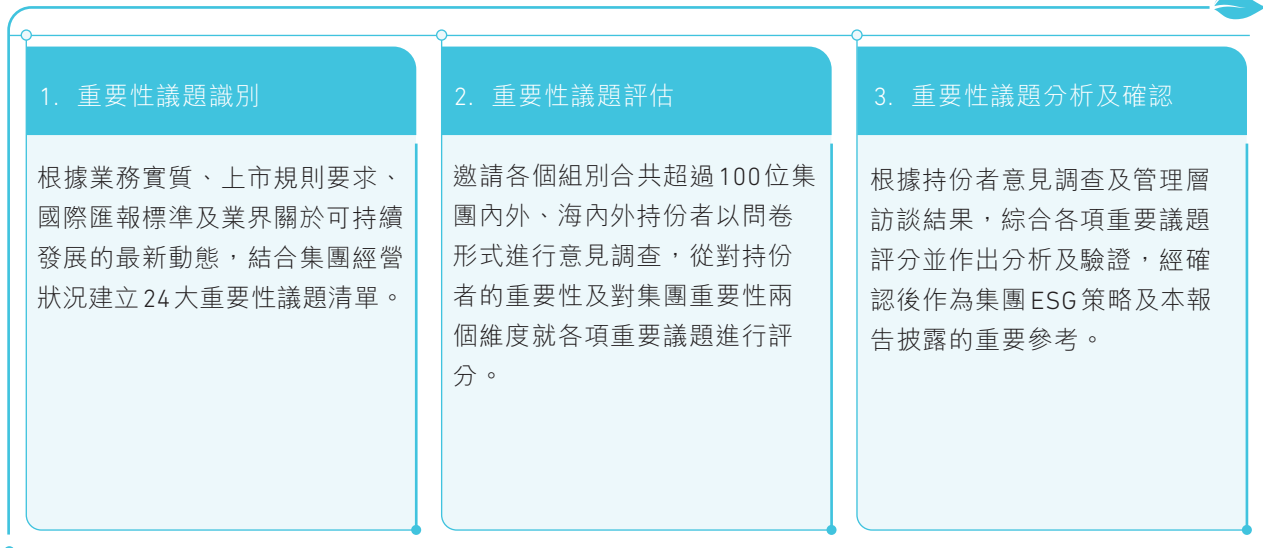 1. 重要性議題識別
根據業務實質、上市規則要求、
國際匯報標準及業界關於可持續
發展的最新動態，結合集團經營
狀況建立24大重要性議題清單。
2. 重要性議題評估
邀請各個組別合共超過100位集
團內外、海內外持份者以問卷
形式進行意見調查，從對持份
者的重要性及對集團重要性兩
個維度就各項重要議題進行評
分。
3. 重要性議題分析及確認
根據持份者意見調查及管理層
訪談結果，綜合各項重要議題
評分並作出分析及驗證，經確
認後作為集團ESG策略及本報
告披露的重要參考。